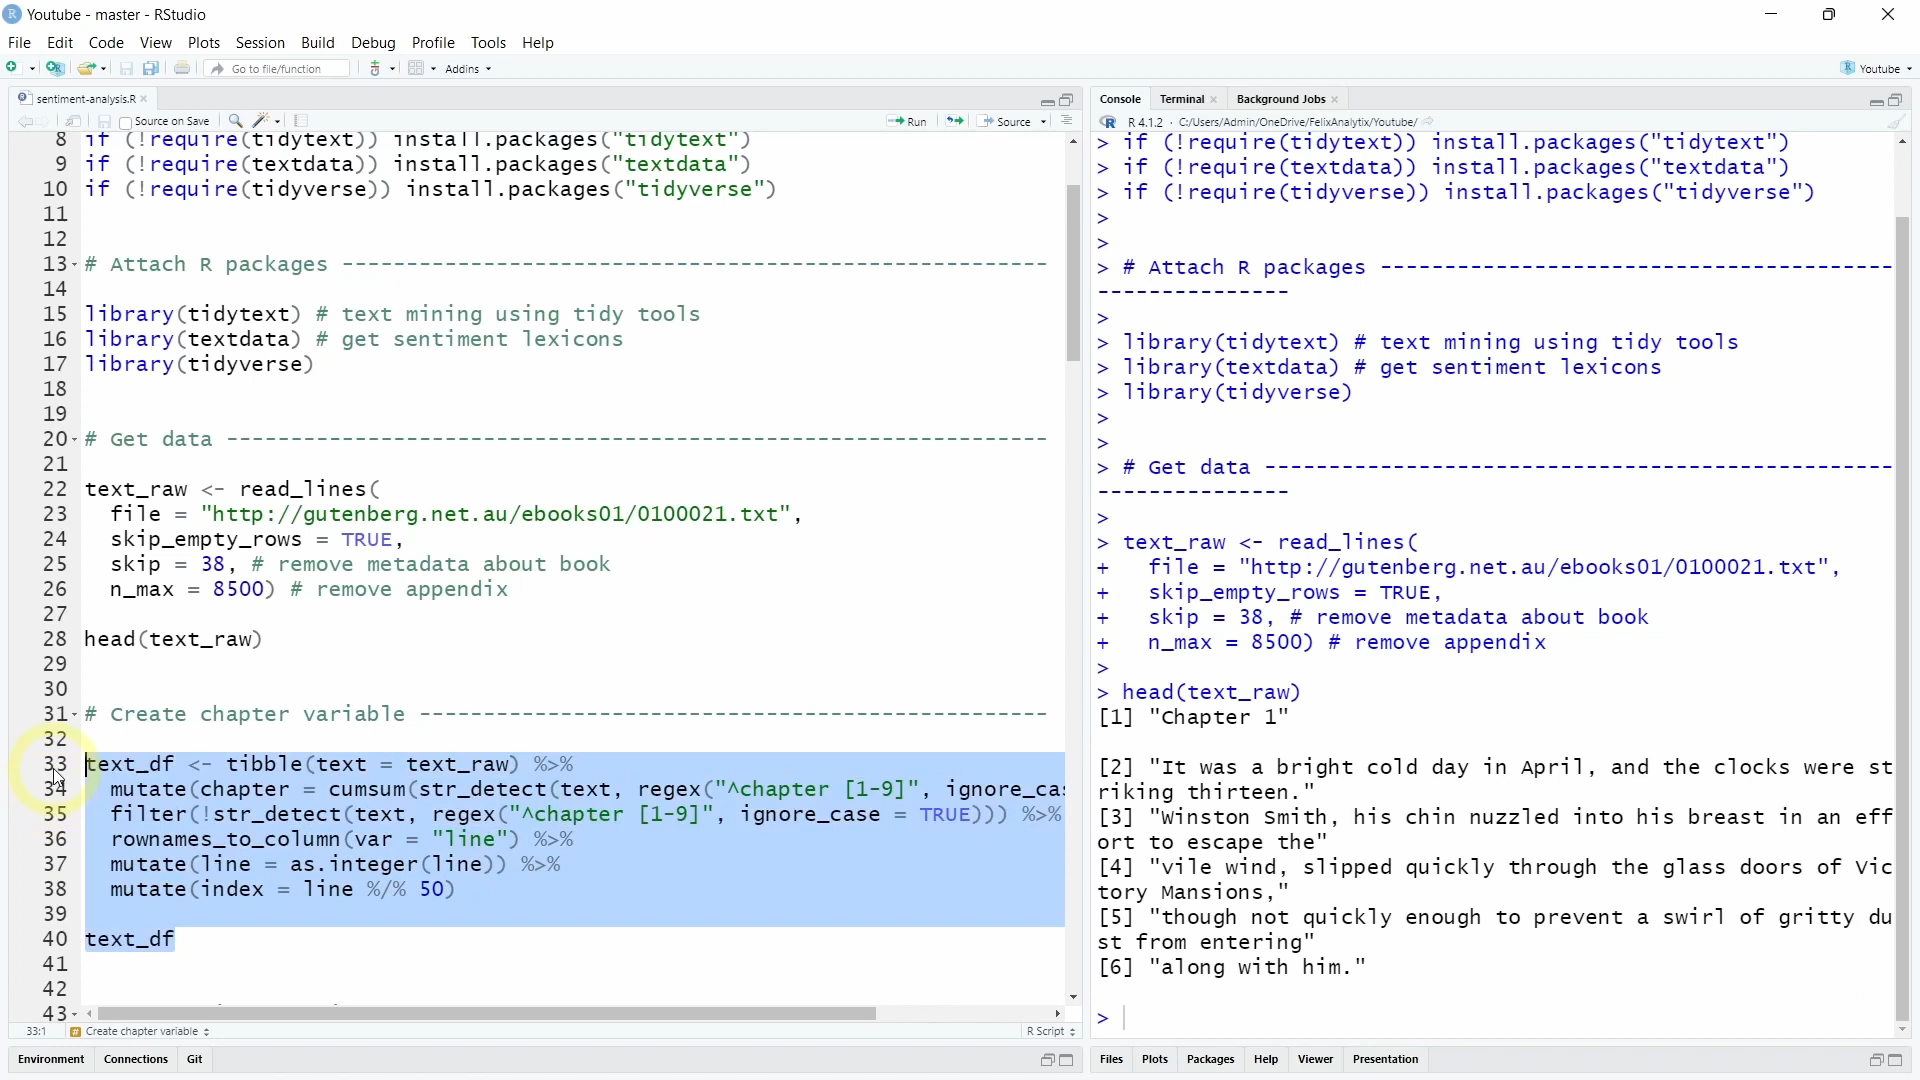 Youtube - master - RStudio
File Edit Code View Plots Session Build Debug Profile Tools Help
Go to file/function Addins Youtube
sentiment-analysis.R
Source on Save Run Source
8 if (!require(tidytext)) install.packages("tidytext")
9 if (!require(textdata)) install.packages("textdata")
10 if (!require(tidyverse)) install.packages("tidyverse")
11
12
13 # Attach R packages -------------------------------------------------------
14
15 library(tidytext) # text mining using tidy tools
16 library(textdata) # get sentiment lexicons
17 library(tidyverse)
18
19
20 # Get data ----------------------------------------------------------------
21
22 text_raw <- read_lines(
23 file = "http://gutenberg.net.au/ebooks01/0100021.txt",
24 skip_empty_rows = TRUE,
25 skip = 38, # remove metadata about book
26 n_max = 8500) # remove appendix
27
28 head(text_raw)
29
30
31 # Create chapter variable -------------------------------------------------
32
33 text_df <- tibble(text = text_raw) %>%
34 mutate(chapter = cumsum(str_detect(text, regex("^chapter [1-9]", ignore_cas
35 filter(!str_detect(text, regex("^chapter [1-9]", ignore_case = TRUE))) %>%
36 rownames_to_column(var = "line") %>%
37 mutate(line = as.integer(line)) %>%
38 mutate(index = line %/% 50)
39
40 text_df
41
42
43
33:1 # Create chapter variable R Script
Environment Connections Git
Console Terminal Background Jobs
R 4.1.2 · C:/Users/Admin/OneDrive/FelixAnalytix/Youtube/
> if (!require(tidytext)) install.packages("tidytext")
> if (!require(textdata)) install.packages("textdata")
> if (!require(tidyverse)) install.packages("tidyverse")
>
>
> # Attach R packages ----------------------------------------
---------------
>
> library(tidytext) # text mining using tidy tools
> library(textdata) # get sentiment lexicons
> library(tidyverse)
>
>
> # Get data -------------------------------------------------
---------------
>
> text_raw <- read_lines(
+ file = "http://gutenberg.net.au/ebooks01/0100021.txt",
+ skip_empty_rows = TRUE,
+ skip = 38, # remove metadata about book
+ n_max = 8500) # remove appendix
>
> head(text_raw)
[1] "Chapter 1"
[2] "It was a bright cold day in April, and the clocks were st
riking thirteen."
[3] "Winston Smith, his chin nuzzled into his breast in an eff
ort to escape the"
[4] "vile wind, slipped quickly through the glass doors of Vic
tory Mansions,"
[5] "though not quickly enough to prevent a swirl of gritty du
st from entering"
[6] "along with him."
>
Files Plots Packages Help Viewer Presentation